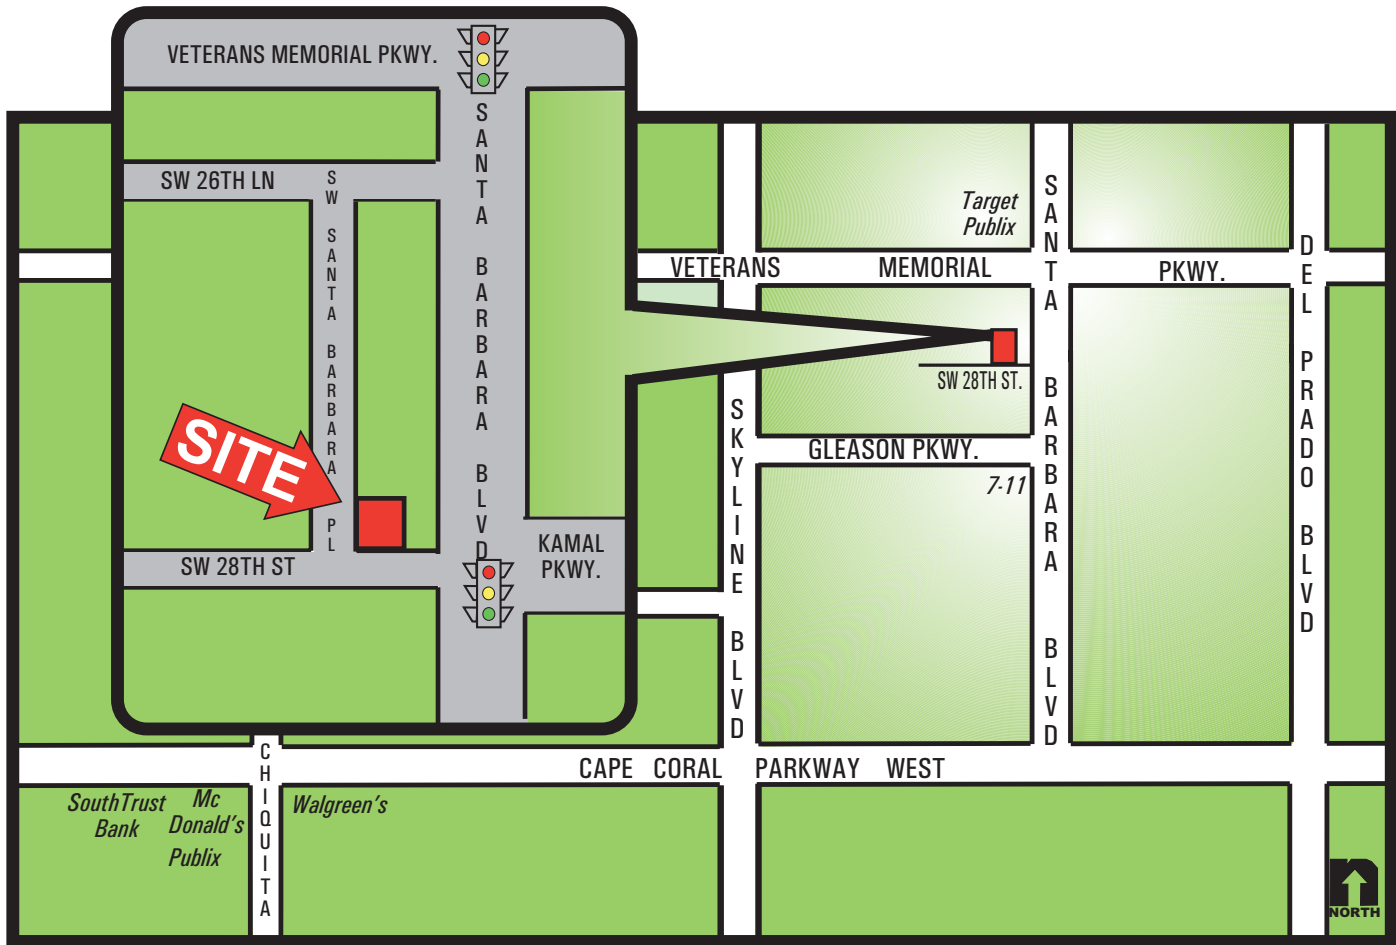 VETERANS MEMORIAL PKWY.
SANTA BARBARA BLVD
SW 26TH LN
SW SANTA BARBARA PL
SITE
SW 28TH ST
KAMAL
PKWY.
Target
Publix
VETERANS MEMORIAL PKWY.
SANTA BARBARA BLVD
DEL PRADO BLVD
SW 28TH ST.
SKYLINE BLVD
GLEASON PKWY.
7-11
CAPE CORAL PARKWAY WEST
CHIQUITA
SouthTrust
Bank
Mc
Donald's
Publix
Walgreen's
n
NORTH